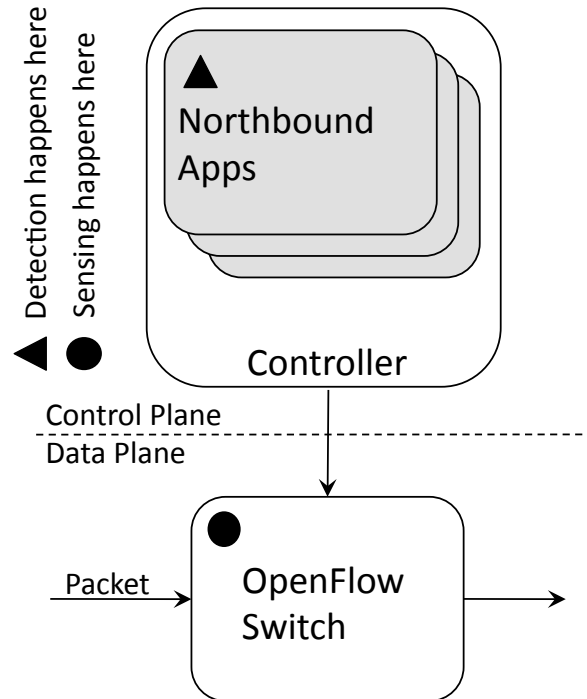 Detection happens here
Sensing happens here
Northbound
Apps
Controller
Control Plane
Data Plane
Packet
OpenFlow
Switch